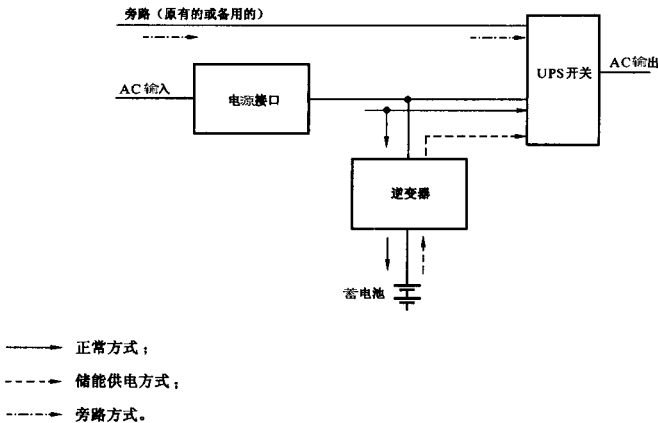 旁路（原有的或备用的）
UPS开关
AC输出
AC输入
电源接口
逆变器
蓄电池
正常方式；
储能供电方式；
旁路方式。